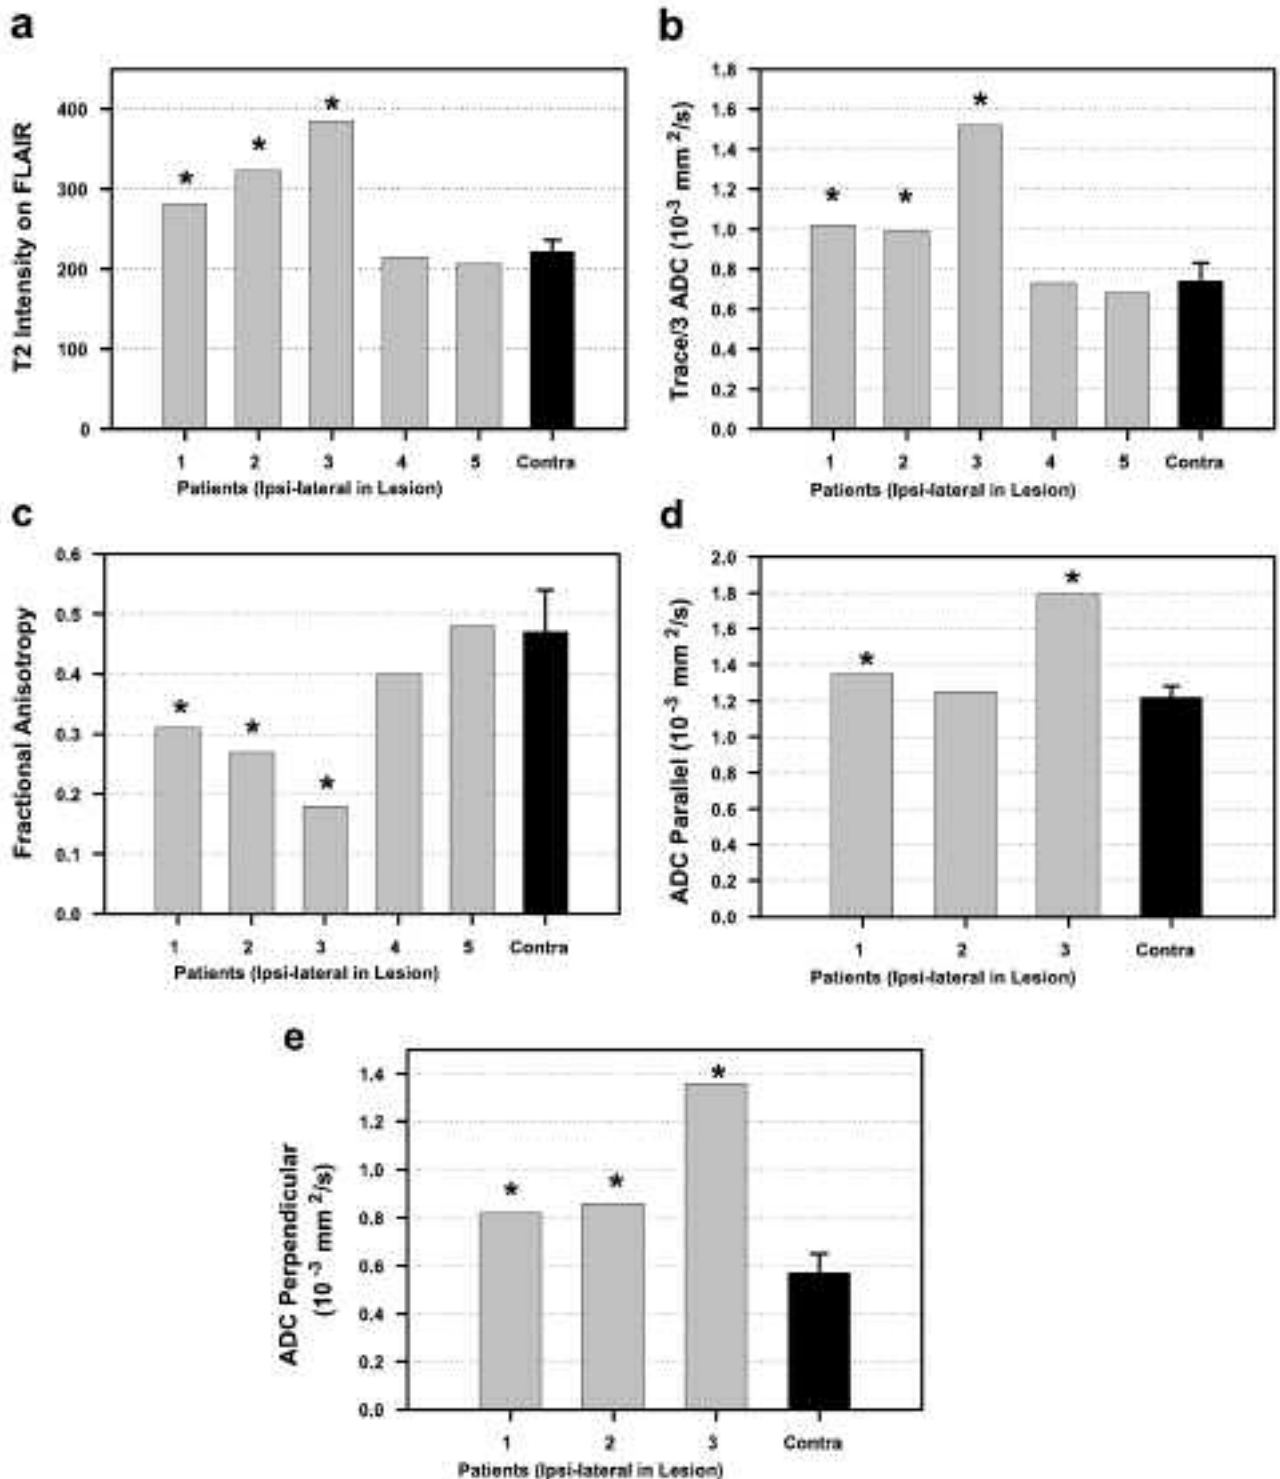 a
T2 Intensity on FLAIR
400
300
200
100
0
* * *
1 2 3 4 5 Contra
Patients (Ipsi-lateral in Lesion)
b
Trace/3 ADC (10-3 mm 2/s)
1.8
1.6
1.4
1.2
1.0
0.8
0.6
0.4
0.2
0.0
* * *
1 2 3 4 5 Contra
Patients (Ipsi-lateral in Lesion)
c
Fractional Anisotropy
0.6
0.5
0.4
0.3
0.2
0.1
0.0
* * *
1 2 3 4 5 Contra
Patients (Ipsi-lateral in Lesion)
d
ADC Parallel (10-3 mm 2/s)
2.0
1.8
1.6
1.4
1.2
1.0
0.8
0.6
0.4
0.2
0.0
* *
1 2 3 Contra
Patients (Ipsi-lateral in Lesion)
e
ADC Perpendicular
(10-3 mm 2/s)
1.4
1.2
1.0
0.8
0.6
0.4
0.2
0.0
* * *
1 2 3 Contra
Patients (Ipsi-lateral in Lesion)